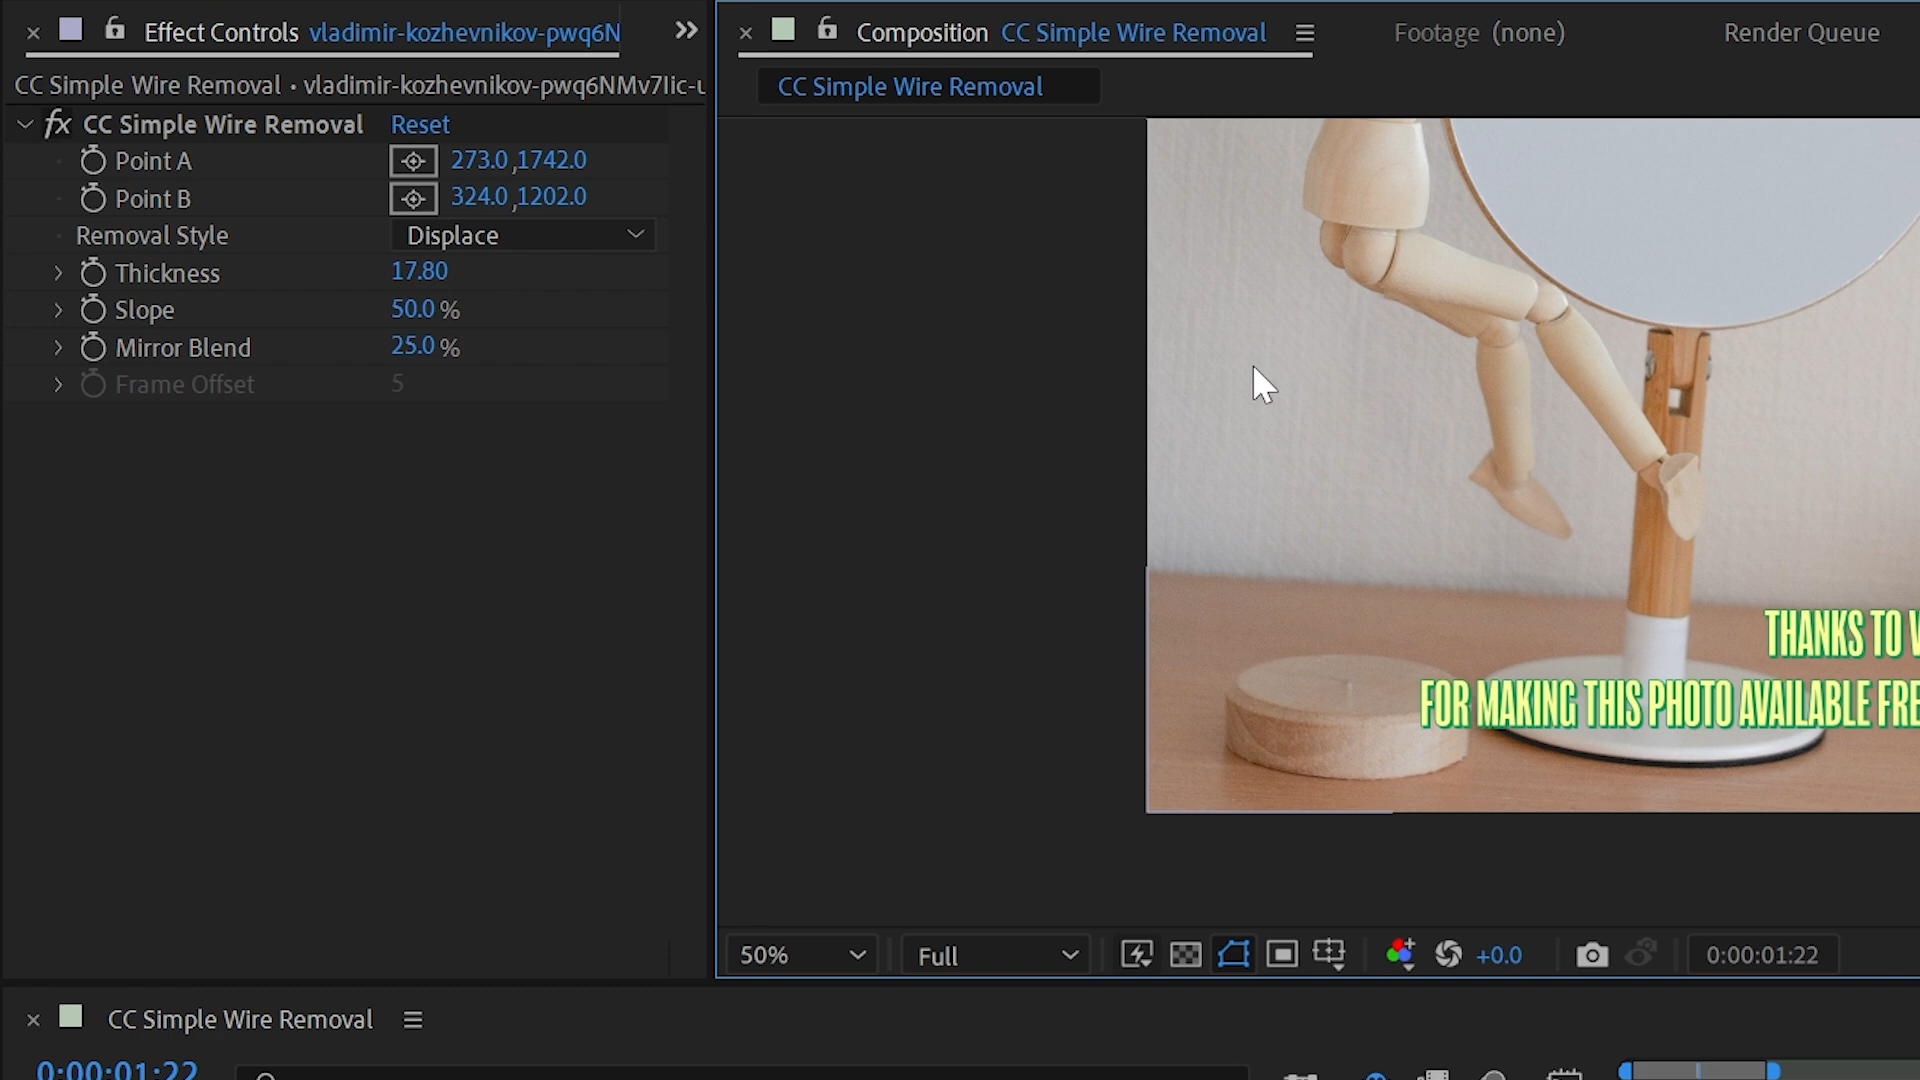 Effect Controls vladimir-kozhevnikov-pwq6N
Composition CC Simple Wire Removal
Footage (none)
Render Queue
CC Simple Wire Removal • vladimir-kozhevnikov-pwq6NMv7Iic-u
CC Simple Wire Removal
fx CC Simple Wire Removal Reset
Point A 273.0,1742.0
Point B 324.0,1202.0
Removal Style Displace
Thickness 17.80
Slope 50.0 %
Mirror Blend 25.0 %
Frame Offset 5
THANKS TO
FOR MAKING THIS PHOTO AVAILABLE FRE
50% Full +0.0 0:00:01:22
CC Simple Wire Removal
0:00:01:22